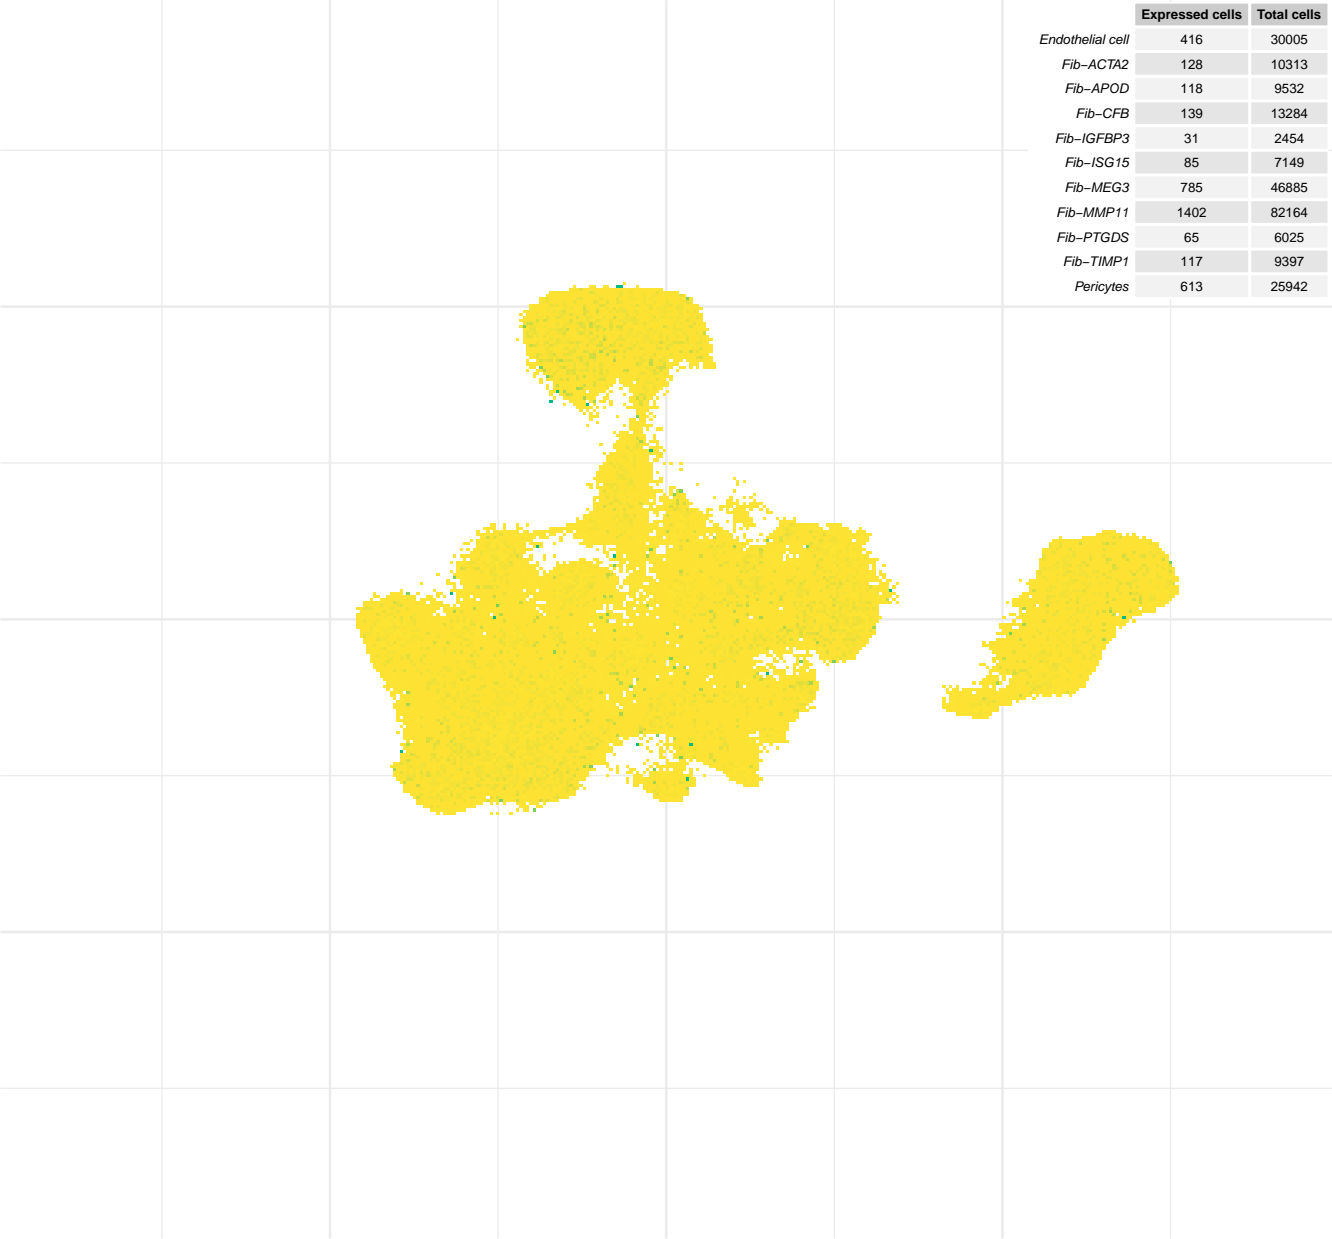 Expressed cells Total cells
Endothelial cell 416 30005
Fib−ACTA2 128 10313
Fib−APOD 118 9532
Fib−CFB 139 13284
Fib−IGFBP3 31 2454
Fib−ISG15 85 7149
Fib−MEG3 785 46885
Fib−MMP11 1402 82164
Fib−PTGDS 65 6025
Fib−TIMP1 117 9397
Pericytes 613 25942